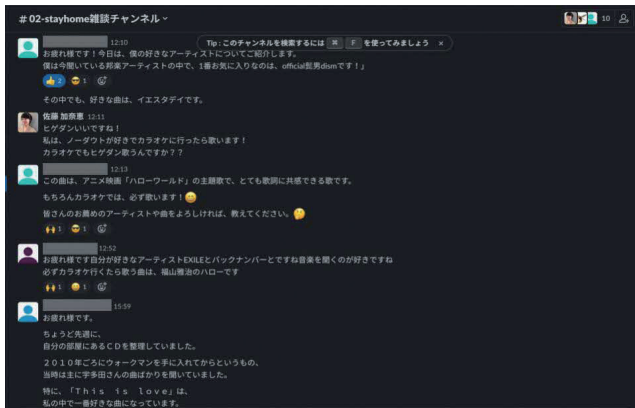 # 02-stayhome雑談チャンネル
10
Tip : このチャンネルを検索するには ⌘ F を使ってみましょう ×
12:10
お疲れ様です！今日は、僕の好きなアーティストについてご紹介します。
僕は今聞いている邦楽アーティストの中で、1番お気に入りなのは、official髭男dismです！」
👍 2 😎 1
その中でも、好きな曲は、イエスタデイです。
佐藤 加奈恵 12:11
ヒゲダンいいですね！
私は、ノーダウトが好きでカラオケに行ったら歌います！
カラオケでもヒゲダン歌うんですか？？
12:13
この曲は、アニメ映画「ハローワールド」の主題歌で、とても歌詞に共感できる歌です。
もちろんカラオケでは、必ず歌います！😄
皆さんのお薦めのアーティストや曲をよろしければ、教えてください。🤔
🙌 1 😎 1
12:52
お疲れ様です自分が好きなアーティストEXILEとバックナンバーとですね音楽を聞くのが好きですね
必ずカラオケ行くたら歌う曲は、福山雅治のハローです
🙌 1 😄 1
15:59
お疲れ様です。
ちょうど先週に、
自分の部屋にあるＣＤを整理していました。
２０１０年ごろにウォークマンを手に入れてからというもの、
当時は主に宇多田さんの曲ばかりを聞いていました。
特に、「Ｔｈｉｓ ｉｓ ｌｏｖｅ」は、
私の中で一番好きな曲になっています。